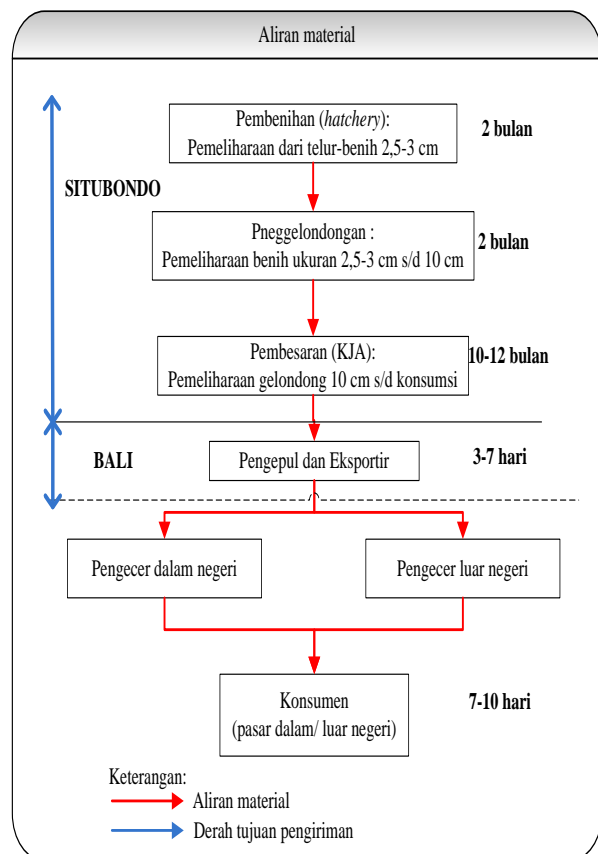 Aliran material
Pembenihan (hatchery):
Pemeliharaan dari telur-benih 2,5-3 cm
2 bulan
SITUBONDO
Pneggelondongan :
Pemeliharaan benih ukuran 2,5-3 cm s/d 10 cm
2 bulan
Pembesaran (KJA):
Pemeliharaan gelondong 10 cm s/d konsumsi
10-12 bulan
BALI
Pengepul dan Eksportir
3-7 hari
Pengecer dalam negeri
Pengecer luar negeri
Konsumen
(pasar dalam/ luar negeri)
7-10 hari
Keterangan:
Aliran material
Derah tujuan pengiriman